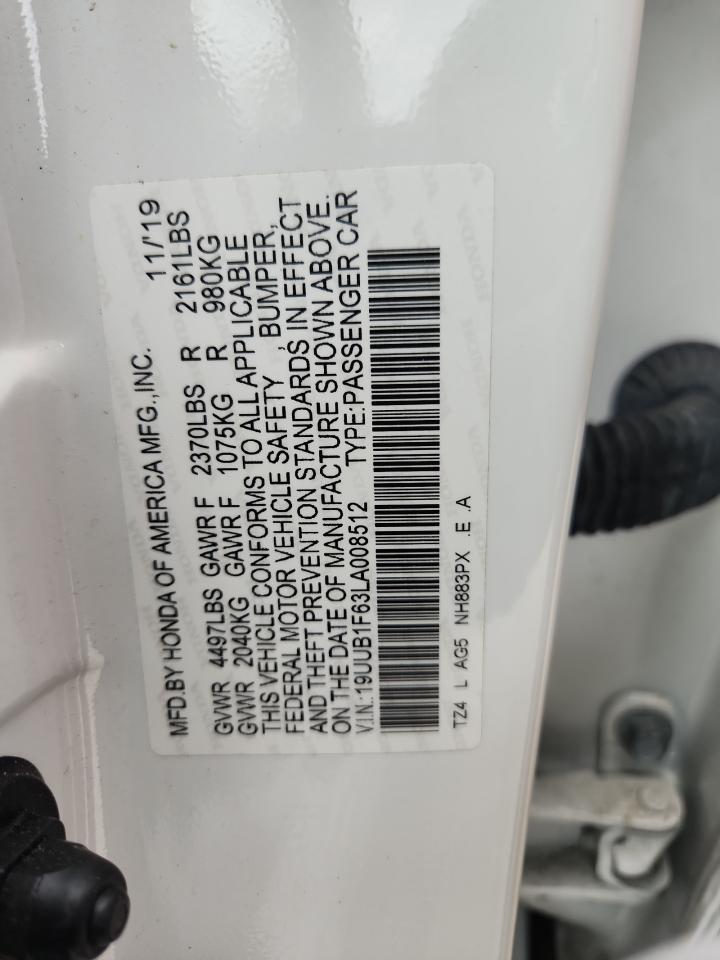 MFD.BY HONDA OF AMERICA MFG.,INC. 11/'19
GVWR 4497LBS GAWR F 2370LBS R 2161LBS
GVWR 2040KG GAWR F 1075KG R 980KG
THIS VEHICLE CONFORMS TO ALL APPLICABLE
FEDERAL MOTOR VEHICLE SAFETY , BUMPER,
AND THEFT PREVENTION STANDARDS IN EFFECT
ON THE DATE OF MANUFACTURE SHOWN ABOVE.
V.I.N.:19UUB1F63LA008512 TYPE:PASSENGER CAR
TZ4 L AG5 NH883PX .E .A